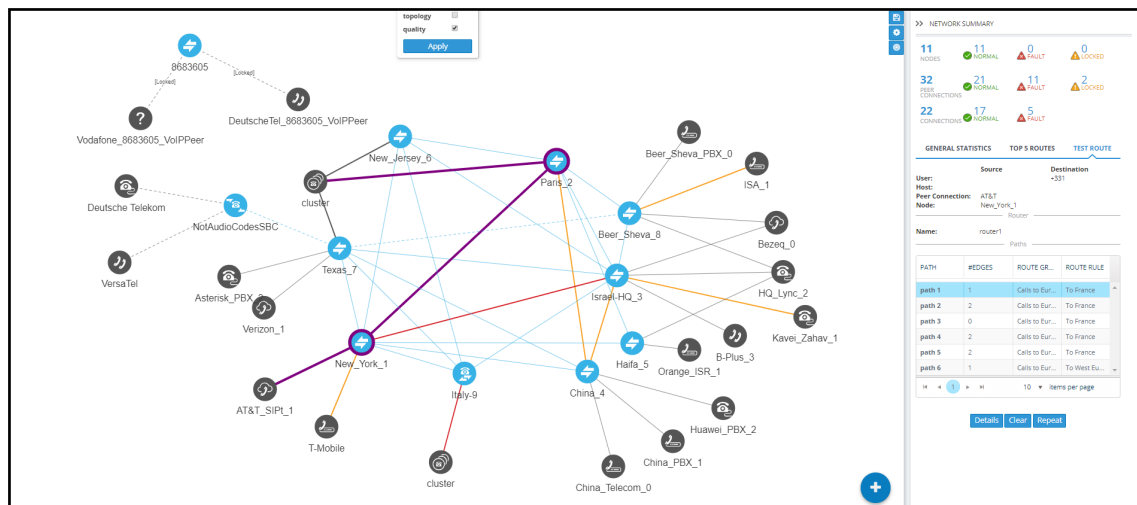 topology
quality
Apply
8683605
[Locked]
[Locked]
DeutscheTel_8683605_VoIPPeer
Vodafone_8683605_VoIPPeer
New_Jersey_6
cluster
Paris_2
Beer_Sheva_PBX_0
ISA_1
Deutsche Telekom
NotAudioCodesSBC
Beer_Sheva_8
Bezeq_0
VersaTel
Texas_7
Asterisk_PBX_
Verizon_1
Israel-HQ_3
HQ_Lync_2
Kavei_Zahav_1
New_York_1
Haifa_5
B-Plus_3
Orange_ISR_1
Italy-9
China_4
AT&T_SIPt_1
T-Mobile
Huawei_PBX_2
cluster
China_PBX_1
China_Telecom_0
NETWORK SUMMARY
11 NODES 11 NORMAL 0 FAULT 0 LOCKED
32 PEER CONNECTIONS 21 NORMAL 11 FAULT 2 LOCKED
22 CONNECTIONS 17 NORMAL 5 FAULT
GENERAL STATISTICS TOP 5 ROUTES TEST ROUTE
Source Destination
User: +331
Host:
Peer Connection: AT&T
Node: New_York_1
Router
Name: router1
Paths
PATH #EDGES ROUTE GR... ROUTE RULE
path 1 1 Calls to Eur... To France
path 2 2 Calls to Eur... To France
path 3 0 Calls to Eur... To France
path 4 2 Calls to Eur... To France
path 5 2 Calls to Eur... To France
path 6 1 Calls to Eur... To West Eu...
1 10 items per page
Details Clear Repeat